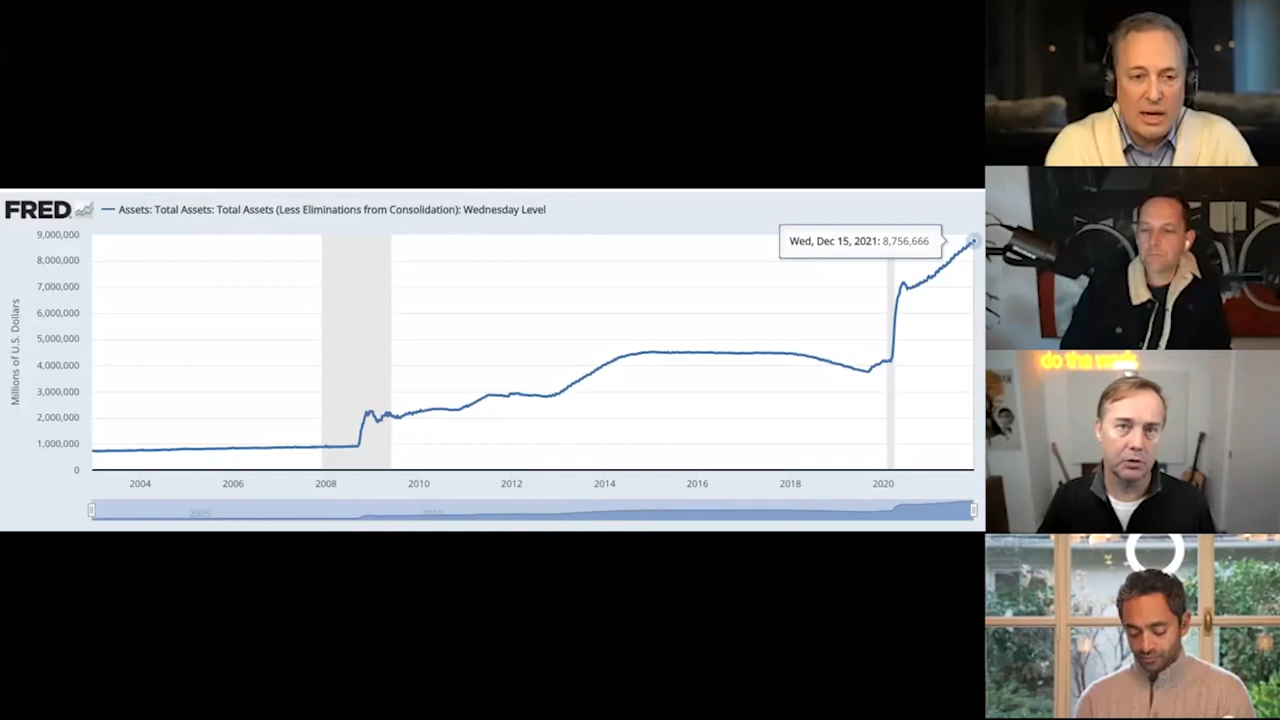 FRED
Assets: Total Assets: Total Assets (Less Eliminations from Consolidation): Wednesday Level
Millions of U.S. Dollars
9,000,000
8,000,000
7,000,000
6,000,000
5,000,000
4,000,000
3,000,000
2,000,000
1,000,000
0
Wed, Dec 15, 2021: 8,756,666
2004 2006 2008 2010 2012 2014 2016 2018 2020
2005 2010
do the work